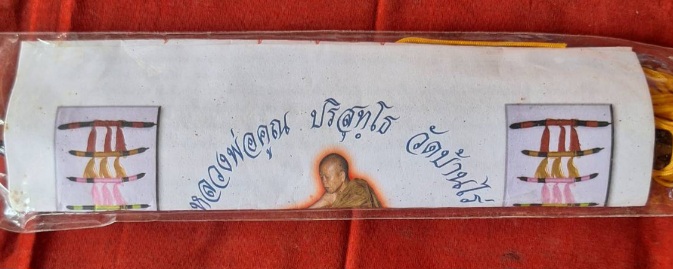 หลวงพ่อคูณ ปริสุทฺโธ วัดบ้านไร่